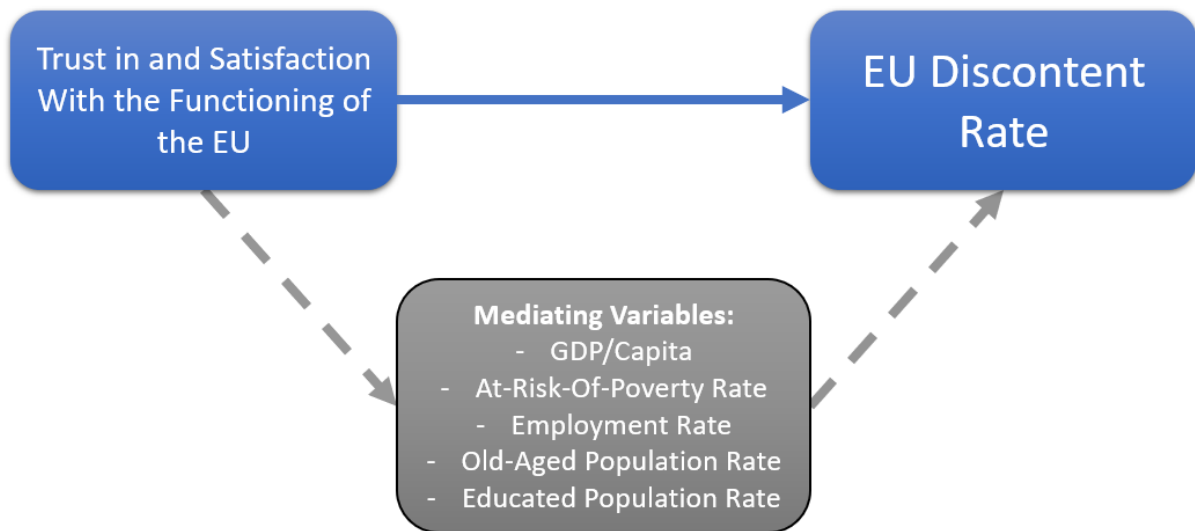 Trust in and Satisfaction
With the Functioning of
the EU
EU Discontent
Rate
Mediating Variables:
- GDP/Capita
- At-Risk-Of-Poverty Rate
- Employment Rate
- Old-Aged Population Rate
- Educated Population Rate